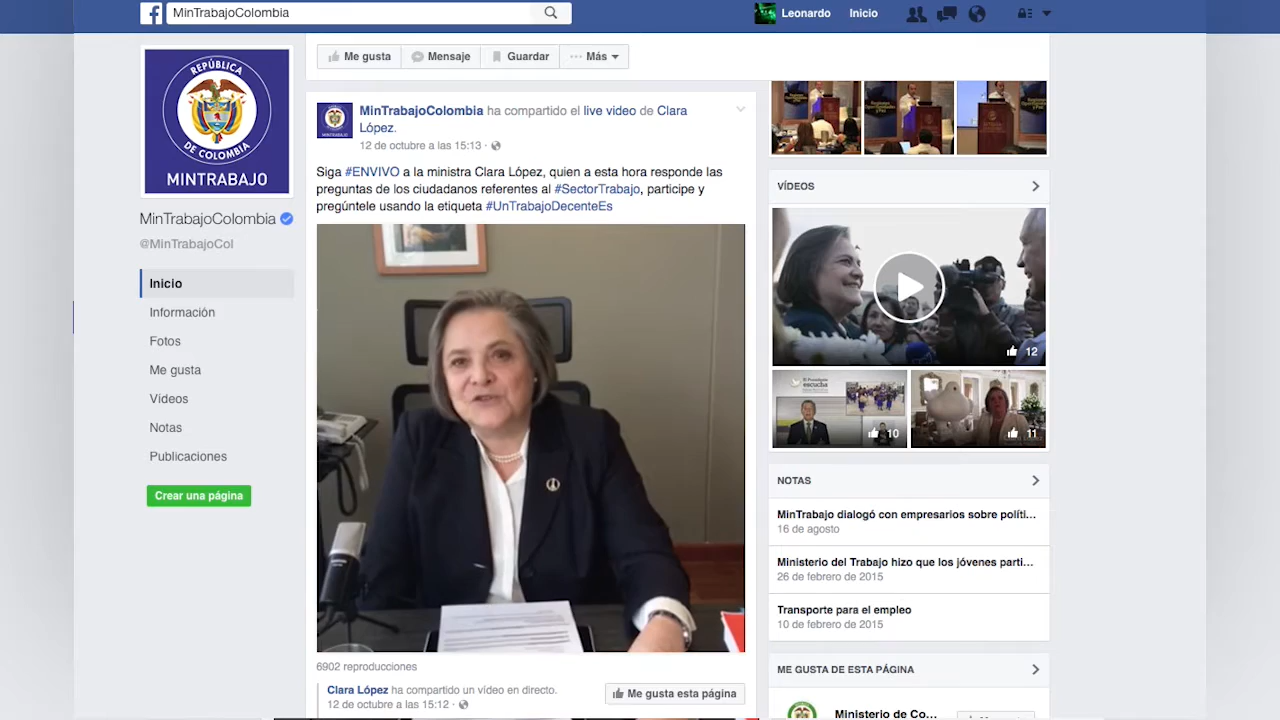 MinTrabajoColombia
Leonardo
Inicio
REPÚBLICA
DE COLOMBIA
MINTRABAJO
MinTrabajoColombia
@MinTrabajoCol
Inicio
Información
Fotos
Me gusta
Vídeos
Notas
Publicaciones
Crear una página
Me gusta
Mensaje
Guardar
··· Más
MINTRABAJO
MinTrabajoColombia ha compartido el live video de Clara
López.
12 de octubre a las 15:13 ·
Siga #ENVIVO a la ministra Clara López, quien a esta hora responde las
preguntas de los ciudadanos referentes al #SectorTrabajo, participe y
pregúntele usando la etiqueta #UnTrabajoDecenteEs
6902 reproducciones
Clara López ha compartido un vídeo en directo.
12 de octubre a las 15:12 ·
Me gusta esta página
VÍDEOS
12
El Presidente
escucha
10
11
NOTAS
MinTrabajo dialogó con empresarios sobre políti...
16 de agosto
Ministerio del Trabajo hizo que los jóvenes parti...
26 de febrero de 2015
Transporte para el empleo
10 de febrero de 2015
ME GUSTA DE ESTA PÁGINA
Ministerio de Co...